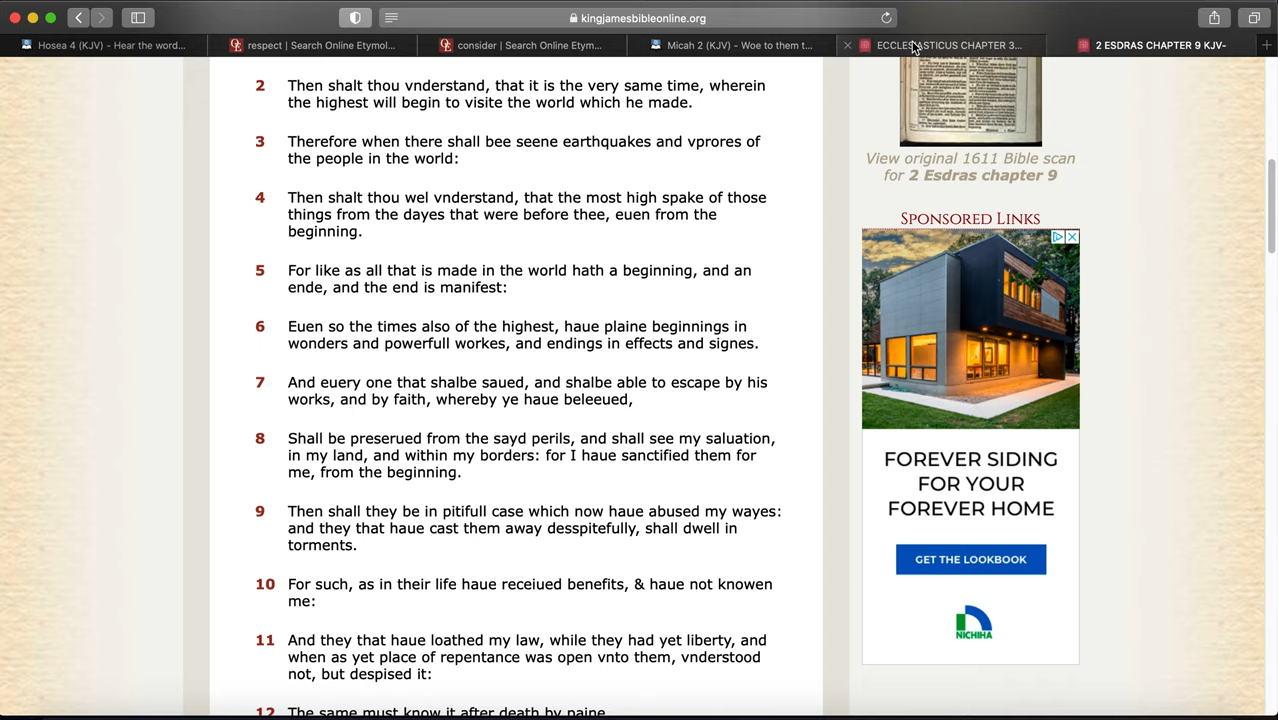 kingjamesbibleonline.org
Hosea 4 (KJV) - Hear the word...
respect | Search Online Etymol...
consider | Search Online Etym...
Micah 2 (KJV) - Woe to them t...
ECCLESIASTICUS CHAPTER 3...
2 ESDRAS CHAPTER 9 KJV-
2 Then shalt thou vnderstand, that it is the very same time, wherein
the highest will begin to visite the world which he made.
3 Therefore when there shall bee seene earthquakes and vprores of
the people in the world:
4 Then shalt thou wel vnderstand, that the most high spake of those
things from the dayes that were before thee, euen from the
beginning.
5 For like as all that is made in the world hath a beginning, and an
ende, and the end is manifest:
6 Euen so the times also of the highest, haue plaine beginnings in
wonders and powerfull workes, and endings in effects and signes.
7 And euery one that shalbe saued, and shalbe able to escape by his
works, and by faith, whereby ye haue beleeued,
8 Shall be preserued from the sayd perils, and shall see my saluation,
in my land, and within my borders: for I haue sanctified them for
me, from the beginning.
9 Then shall they be in pitifull case which now haue abused my wayes:
and they that haue cast them away desspitefully, shall dwell in
torments.
10 For such, as in their life haue receiued benefits, & haue not knowen
me:
11 And they that haue loathed my law, while they had yet liberty, and
when as yet place of repentance was open vnto them, vnderstood
not, but despised it:
12 The same must know it after death by paine.
View original 1611 Bible scan
for 2 Esdras chapter 9
SPONSORED LINKS
FOREVER SIDING
FOR YOUR
FOREVER HOME
GET THE LOOKBOOK
NICHIHA